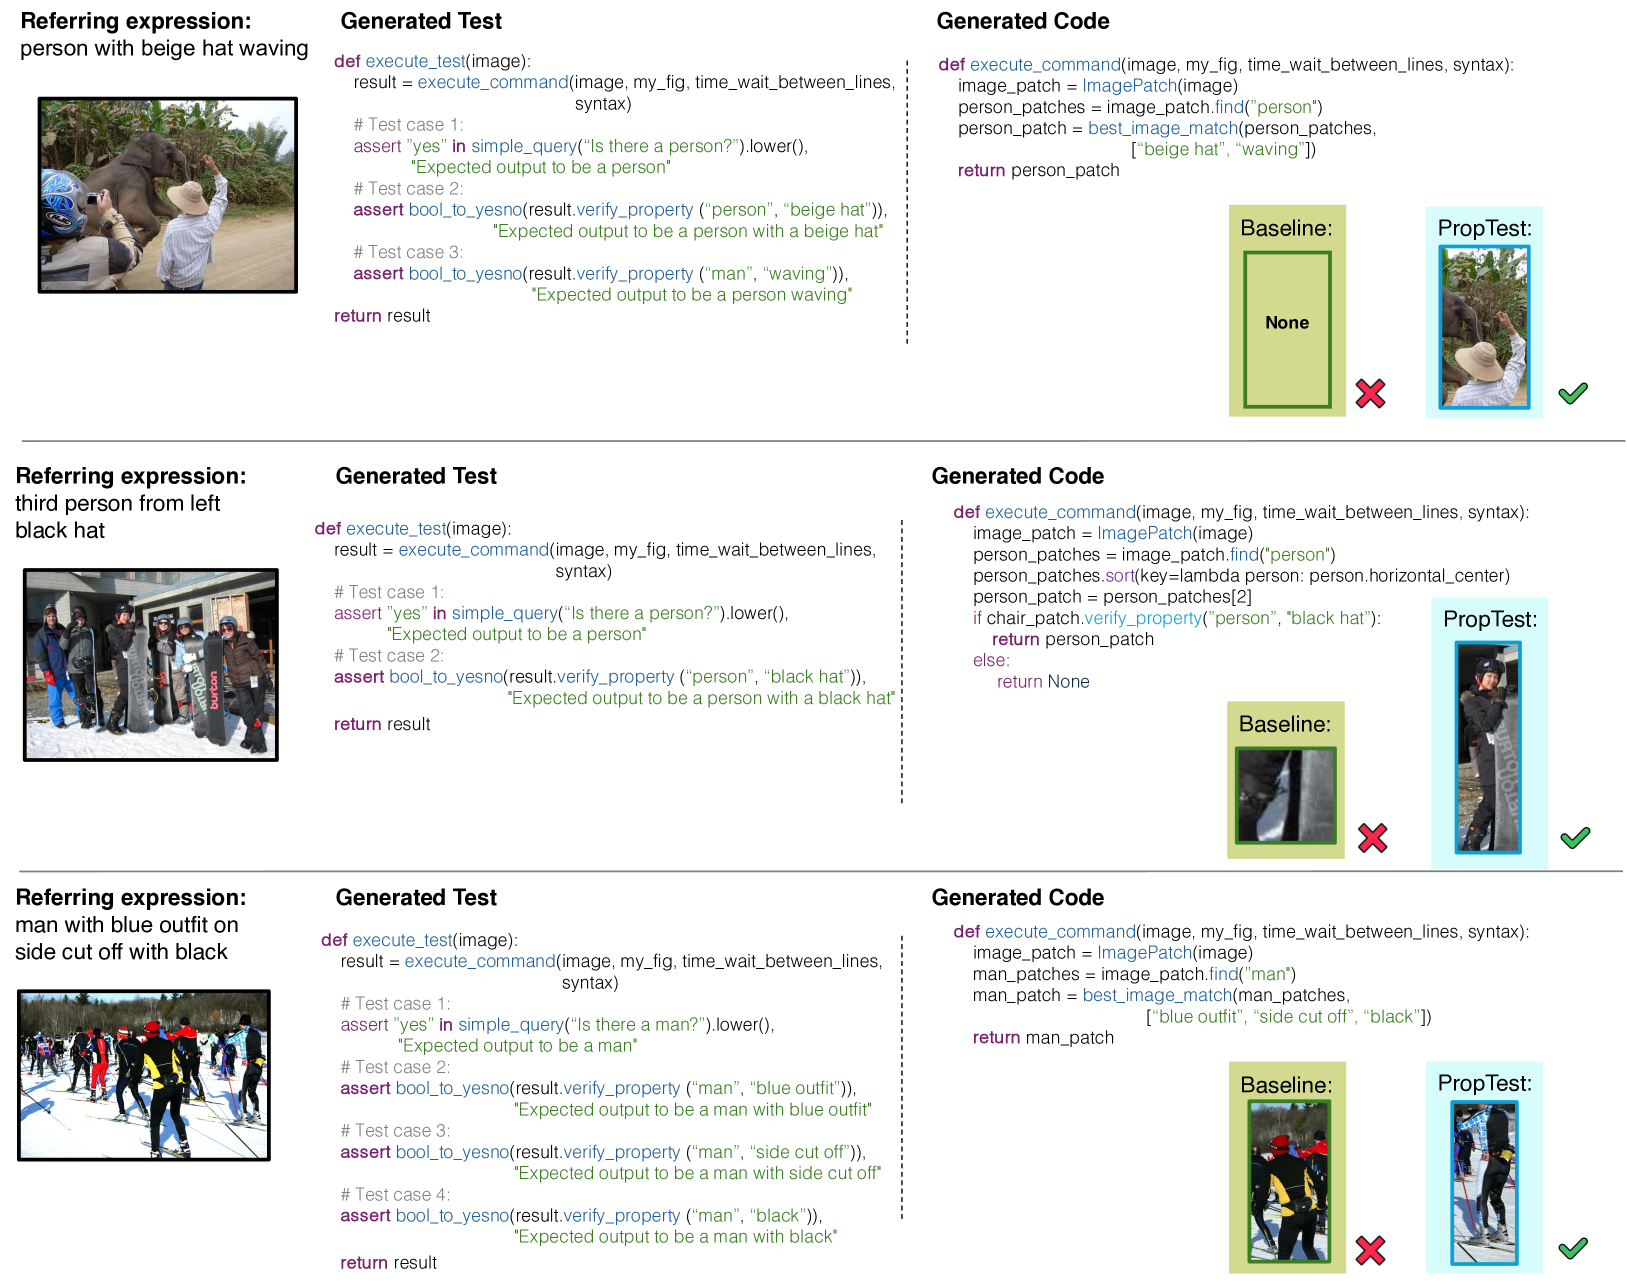 Referring expression:
person with beige hat waving
Generated Test
def execute_test(image):
result = execute_command(image, my_fig, time_wait_between_lines,
syntax)
# Test case 1:
assert ”yes” in simple_query(“Is there a person?”).lower(),
"Expected output to be a person"
# Test case 2:
assert bool_to_yesno(result.verify_property (“person”, “beige hat”)),
"Expected output to be a person with a beige hat"
# Test case 3:
assert bool_to_yesno(result.verify_property (“man”, “waving”)),
"Expected output to be a person waving"
return result
Generated Code
def execute_command(image, my_fig, time_wait_between_lines, syntax):
image_patch = ImagePatch(image)
person_patches = image_patch.find(”person")
person_patch = best_image_match(person_patches,
[“beige hat”, “waving”])
return person_patch
Baseline:
None
PropTest:
Referring expression:
third person from left
black hat
Generated Test
def execute_test(image):
result = execute_command(image, my_fig, time_wait_between_lines,
syntax)
# Test case 1:
assert ”yes” in simple_query(“Is there a person?”).lower(),
"Expected output to be a person"
# Test case 2:
assert bool_to_yesno(result.verify_property (“person”, “black hat”)),
"Expected output to be a person with a black hat"
return result
Generated Code
def execute_command(image, my_fig, time_wait_between_lines, syntax):
image_patch = ImagePatch(image)
person_patches = image_patch.find("person")
person_patches.sort(key=lambda person: person.horizontal_center)
person_patch = person_patches[2]
if chair_patch.verify_property(”person”, "black hat”):
return person_patch
else:
return None
Baseline:
PropTest:
burton
Referring expression:
man with blue outfit on
side cut off with black
Generated Test
def execute_test(image):
result = execute_command(image, my_fig, time_wait_between_lines,
syntax)
# Test case 1:
assert ”yes” in simple_query(“Is there a man?”).lower(),
"Expected output to be a man"
# Test case 2:
assert bool_to_yesno(result.verify_property (“man”, “blue outfit”)),
"Expected output to be a man with blue outfit"
# Test case 3:
assert bool_to_yesno(result.verify_property (“man”, “side cut off”)),
"Expected output to be a man with side cut off"
# Test case 4:
assert bool_to_yesno(result.verify_property (“man”, “black”)),
"Expected output to be a man with black"
return result
Generated Code
def execute_command(image, my_fig, time_wait_between_lines, syntax):
image_patch = ImagePatch(image)
man_patches = image_patch.find(”man")
man_patch = best_image_match(man_patches,
[“blue outfit”, “side cut off”, “black”])
return man_patch
Baseline:
PropTest: